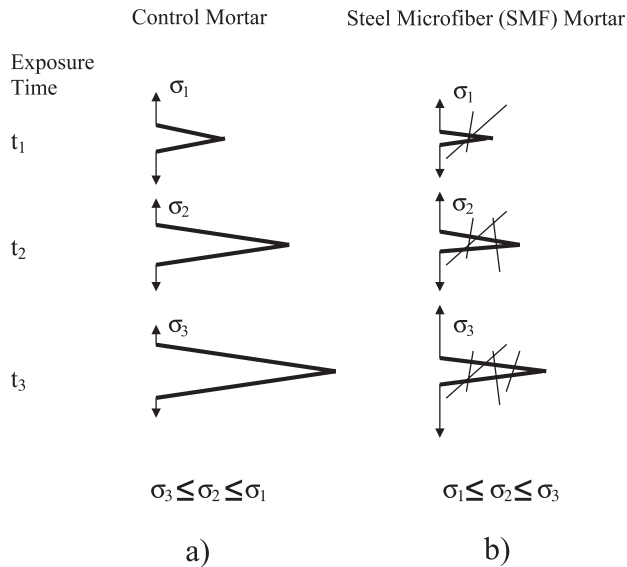 Control Mortar
Steel Microfiber (SMF) Mortar
Exposure
Time
σ1
σ1
t1
σ2
σ2
t2
σ3
σ3
t3
σ3 ≤ σ2 ≤ σ1
σ1 ≤ σ2 ≤ σ3
a)
b)